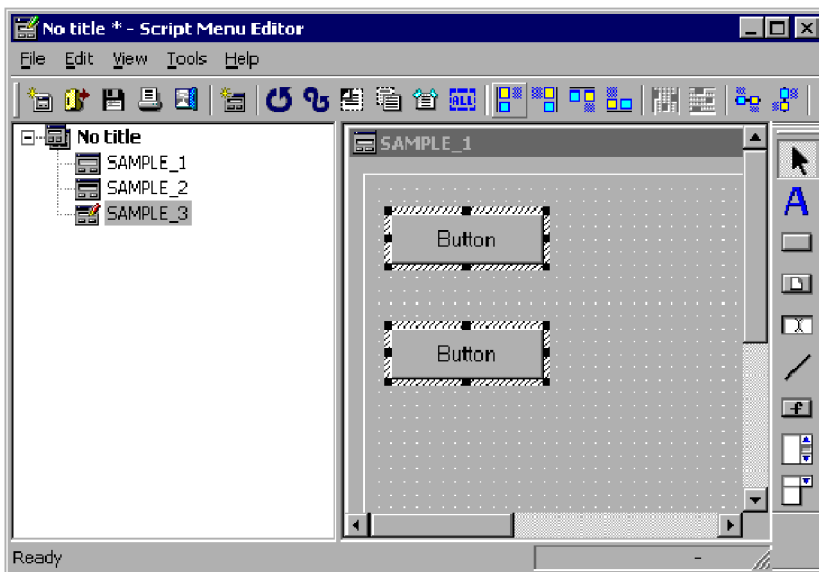 No title * - Script Menu Editor
File Edit View Tools Help
ALL
No title
SAMPLE_1
SAMPLE_2
SAMPLE_3
SAMPLE_1
Button
Button
A
f
Ready
-